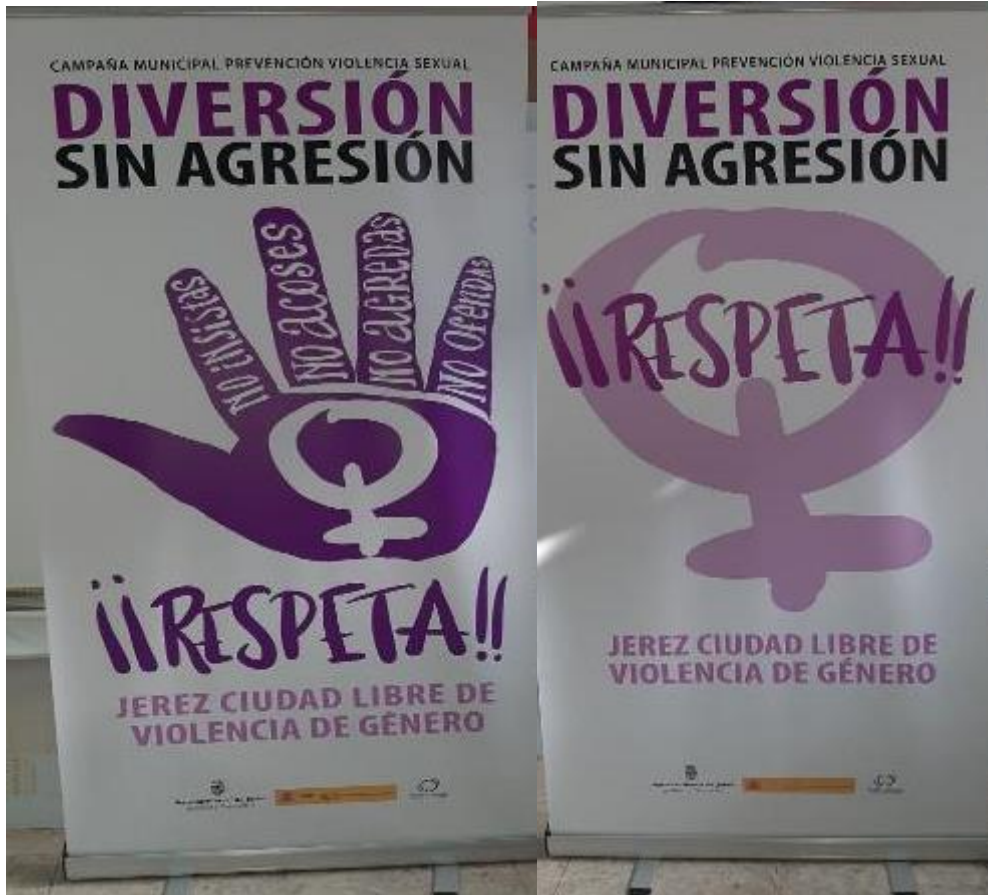 CAMPAÑA MUNICIPAL PREVENCIÓN VIOLENCIA SEXUAL
DIVERSIÓN
SIN AGRESIÓN
NO iNSiStas
NO acoses
NO agRedas
NO OfeNdas
¡¡RESPETA!!
JEREZ CIUDAD LIBRE DE
VIOLENCIA DE GÉNERO
CAMPAÑA MUNICIPAL PREVENCIÓN VIOLENCIA SEXUAL
DIVERSIÓN
SIN AGRESIÓN
¡¡RESPETA!!
JEREZ CIUDAD LIBRE DE
VIOLENCIA DE GÉNERO